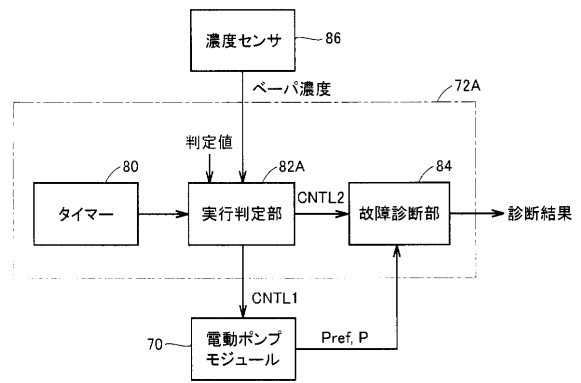 濃度センサ
86
ベーパ濃度
72A
判定値
80
82A
84
タイマー
実行判定部
CNTL2
故障診断部
診断結果
CNTL1
70
電動ポンプ
モジュール
Pref, P